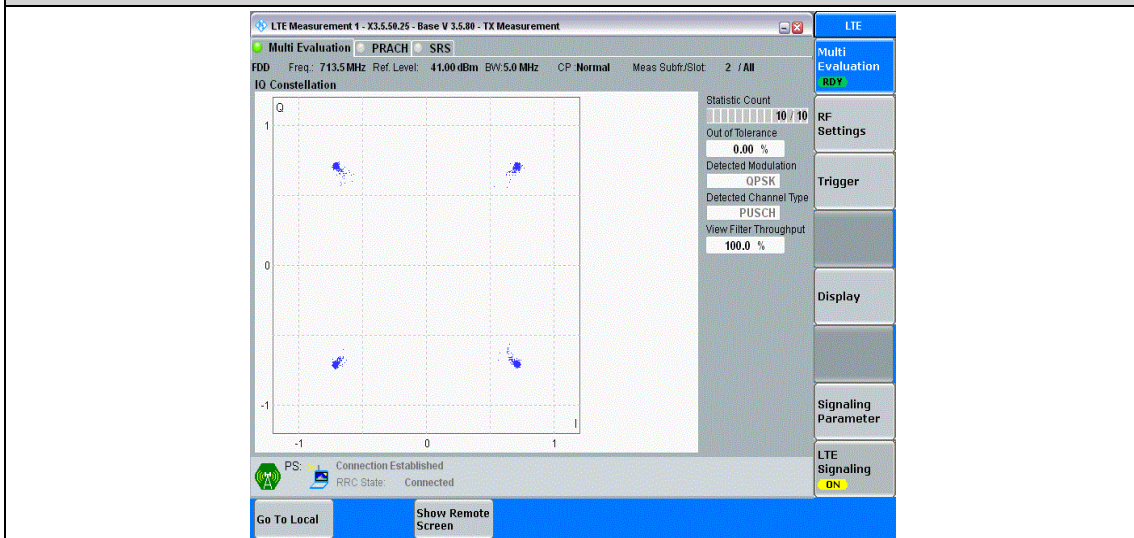 LTE Measurement 1 - X3.5.50.25 - Base V 3.5.80 - TX Measurement
LTE
Multi Evaluation PRACH SRS
FDD Freq.: 713.5 MHz Ref. Level: 41.00 dBm BW: 5.0 MHz CP :Normal Meas Subfr./Slot: 2 / All
IQ Constellation
Q
1
0
-1
-1 0 1
I
Statistic Count
10 / 10
Out of Tolerance
0.00 %
Detected Modulation
QPSK
Detected Channel Type
PUSCH
View Filter Throughput
100.0 %
Multi
Evaluation
RDY
RF
Settings
Trigger
Display
Signaling
Parameter
LTE
Signaling
ON
PS: Connection Established
RRC State: Connected
Go To Local
Show Remote
Screen